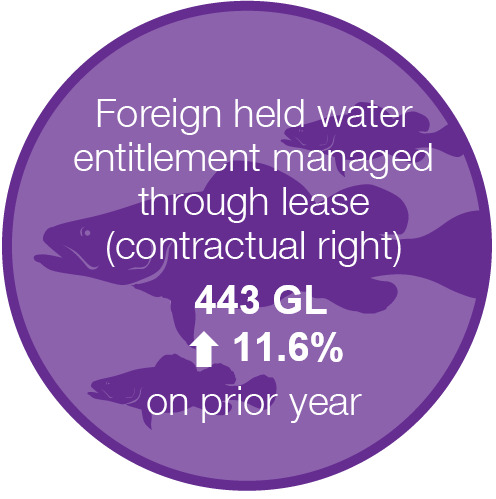 Foreign held water
entitlement managed
through lease
(contractual right)
443 GL
⬆ 11.6%
on prior year